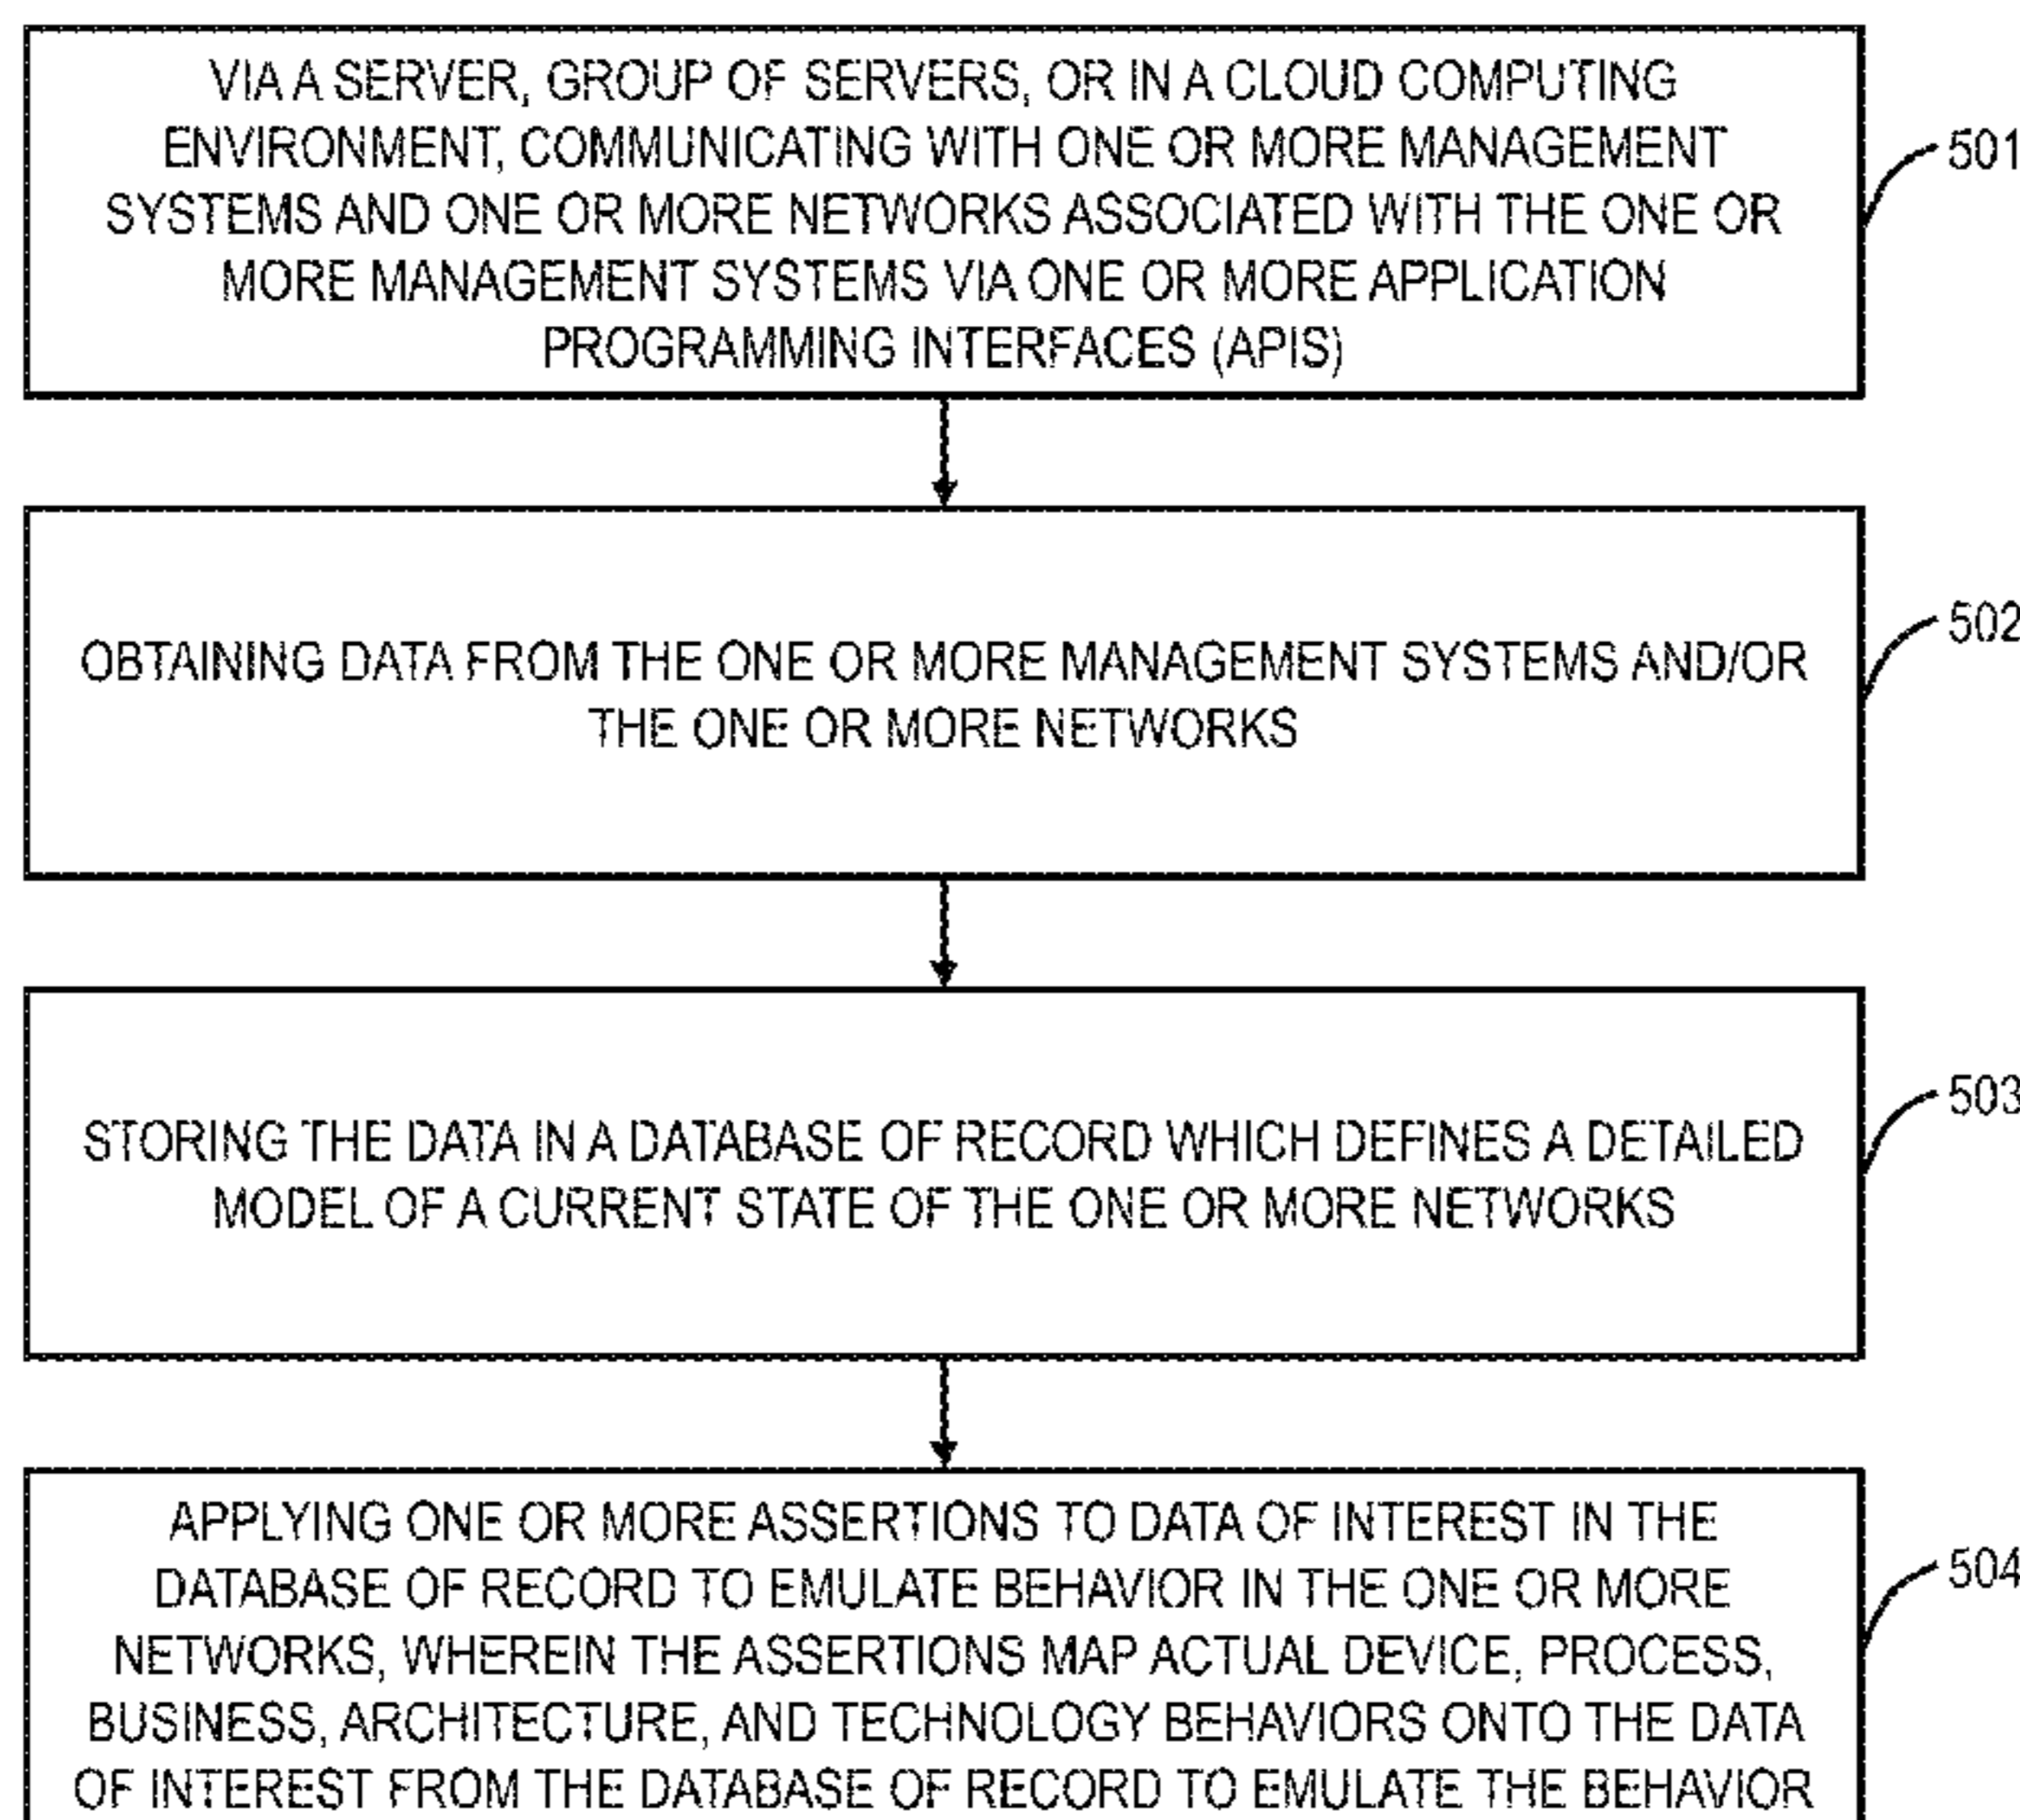 VIA A SERVER, GROUP OF SERVERS, OR IN A CLOUD COMPUTING
ENVIRONMENT, COMMUNICATING WITH ONE OR MORE MANAGEMENT
SYSTEMS AND ONE OR MORE NETWORKS ASSOCIATED WITH THE ONE OR
MORE MANAGEMENT SYSTEMS VIA ONE OR MORE APPLICATION
PROGRAMMING INTERFACES (APIS)
501
OBTAINING DATA FROM THE ONE OR MORE MANAGEMENT SYSTEMS AND/OR
THE ONE OR MORE NETWORKS
502
STORING THE DATA IN A DATABASE OF RECORD WHICH DEFINES A DETAILED
MODEL OF A CURRENT STATE OF THE ONE OR MORE NETWORKS
503
APPLYING ONE OR MORE ASSERTIONS TO DATA OF INTEREST IN THE
DATABASE OF RECORD TO EMULATE BEHAVIOR IN THE ONE OR MORE
NETWORKS, WHEREIN THE ASSERTIONS MAP ACTUAL DEVICE, PROCESS,
BUSINESS, ARCHITECTURE, AND TECHNOLOGY BEHAVIORS ONTO THE DATA
OF INTEREST FROM THE DATABASE OF RECORD TO EMULATE THE BEHAVIOR
504